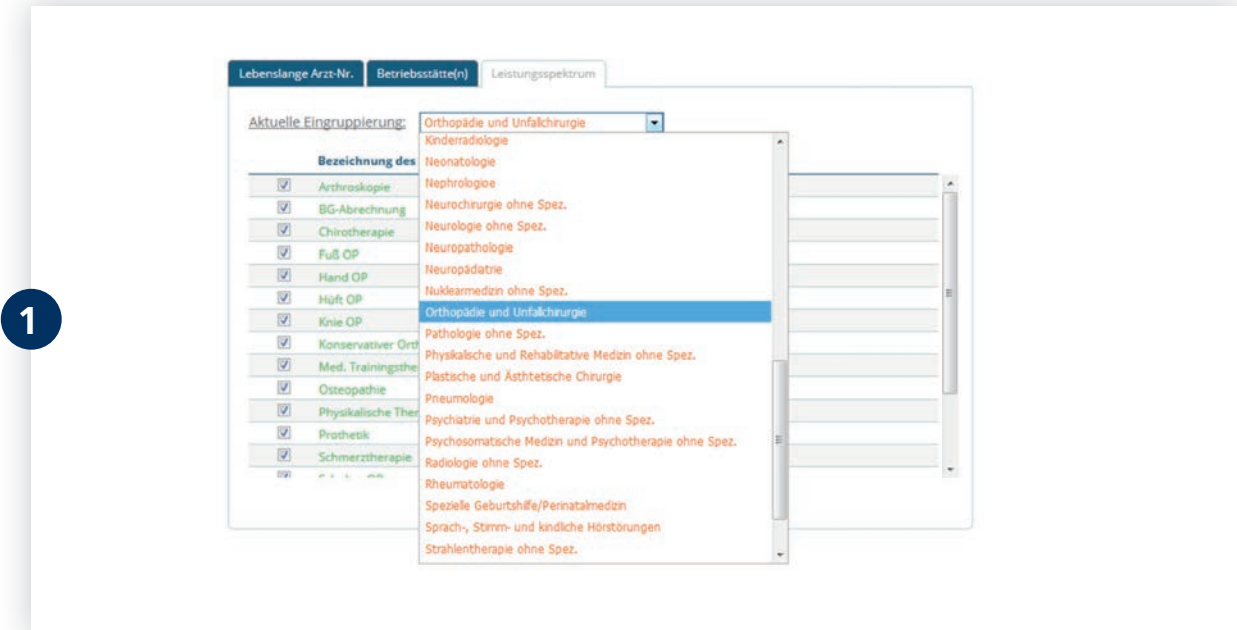 Lebenslange Arzt-Nr. Betriebsstätte(n) Leistungsspektrum
Aktuelle Eingruppierung: Orthopädie und Unfallchirurgie
Bezeichnung des
Arthroskopie
BG-Abrechnung
Chirotherapie
Fuß OP
Hand OP
Hüft OP
Knie OP
Konservativer Orth
Med. Trainingsthe
Osteopathie
Physikalische Ther
Prothetik
Schmerztherapie
Kinderradiologie
Neonatologie
Nephrologioe
Neurochirurgie ohne Spez.
Neurologie ohne Spez.
Neuropathologie
Neuropädiatrie
Nuklearmedizin ohne Spez.
Orthopädie und Unfallchirurgie
Pathologie ohne Spez.
Physikalische und Rehabilitative Medizin ohne Spez.
Plastische und Ästhtetische Chirurgie
Pneumologie
Psychiatrie und Psychotherapie ohne Spez.
Psychosomatische Medizin und Psychotherapie ohne Spez.
Radiologie ohne Spez.
Rheumatologie
Spezielle Geburtshilfe/Perinatalmedizin
Sprach-, Stimm- und kindliche Hörstörungen
Strahlentherapie ohne Spez.
1